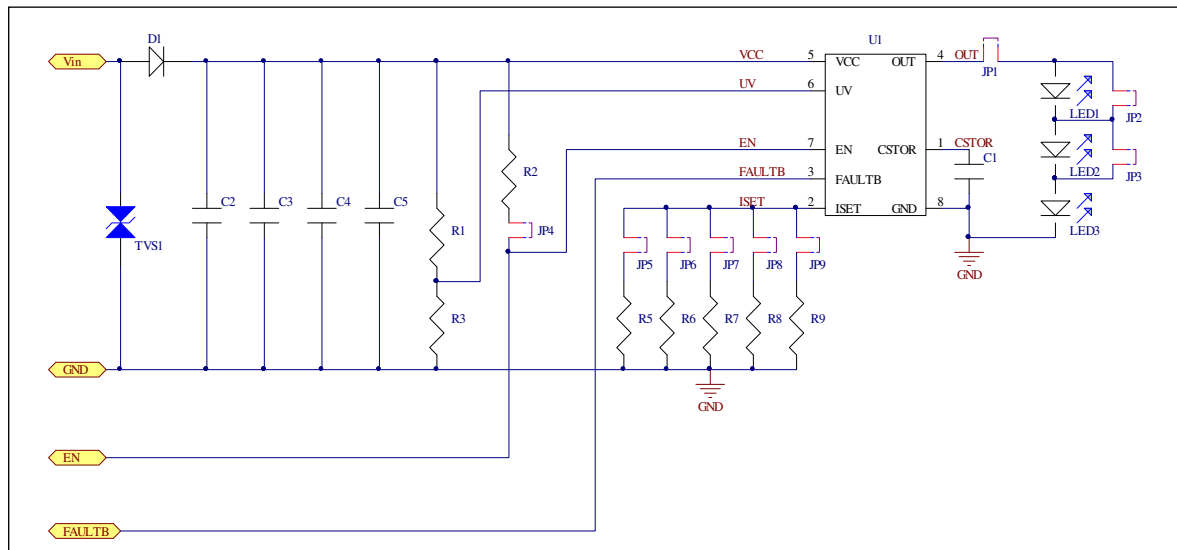 D1
U1
Vin
VCC
5
VCC
OUT
4
OUT
JP1
UV
6
UV
LED1
JP2
EN
7
EN
CSTOR
1
CSTOR
C1
R2
LED2
JP3
FAULTB
3
FAULTB
ISET
2
ISET
GND
8
C2
C3
C4
C5
R1
JP4
LED3
TVS1
JP5
JP6
JP7
JP8
JP9
GND
R3
R5
R6
R7
R8
R9
GND
GND
EN
FAULTB